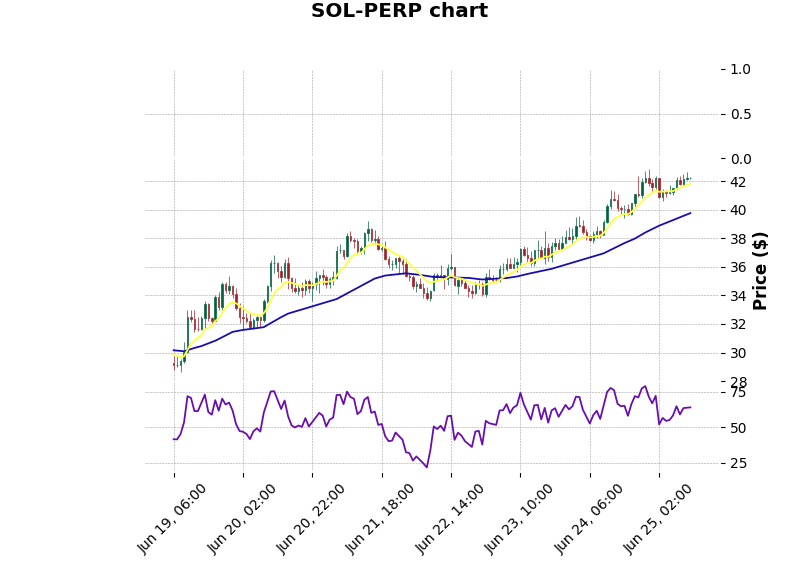 SOL-PERP chart
1.0
0.5
0.0
42
40
38
36
34
32
30
28
75
50
25
Price ($)
Jun 19, 06:00
Jun 20, 02:00
Jun 20, 22:00
Jun 21, 18:00
Jun 22, 14:00
Jun 23, 10:00
Jun 24, 06:00
Jun 25, 02:00